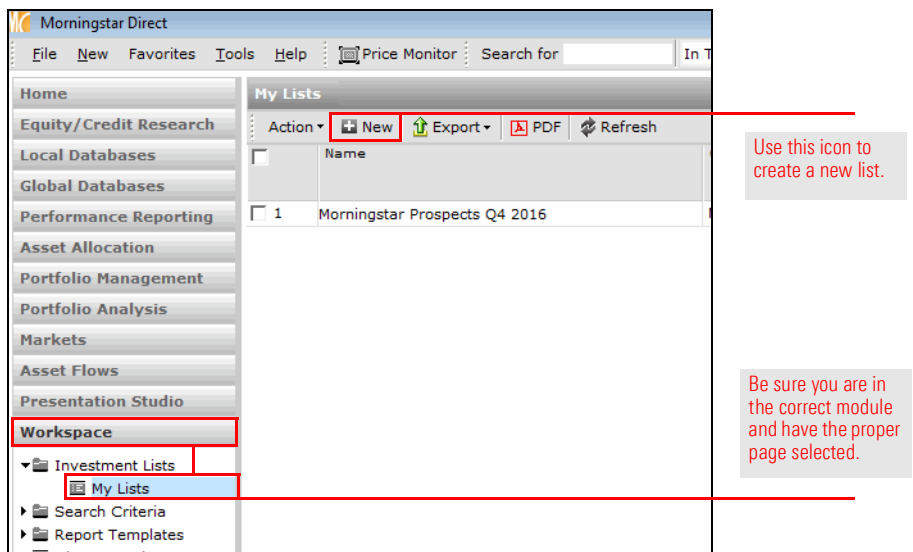 Morningstar Direct
File New Favorites Tools Help Price Monitor Search for In T
Home
Equity/Credit Research
Local Databases
Global Databases
Performance Reporting
Asset Allocation
Portfolio Management
Portfolio Analysis
Markets
Asset Flows
Presentation Studio
Workspace
Investment Lists
My Lists
Search Criteria
Report Templates
My Lists
Action New Export PDF Refresh
Name
1 Morningstar Prospects Q4 2016
Use this icon to
create a new list.
Be sure you are in
the correct module
and have the proper
page selected.